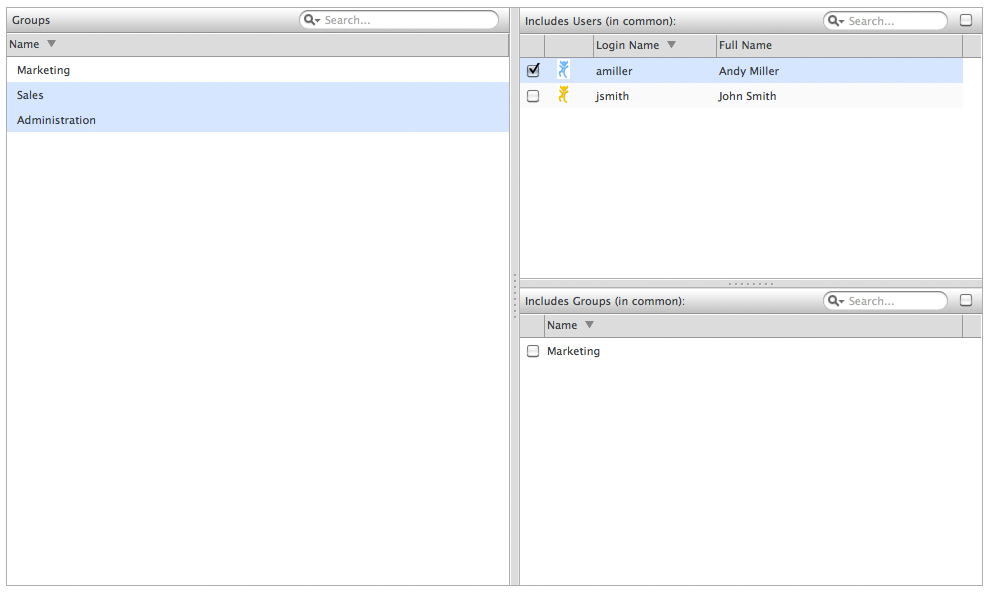 Groups
Search...
Name
Marketing
Sales
Administration
Includes Users (in common):
Search...
Login Name
Full Name
amiller
Andy Miller
jsmith
John Smith
Includes Groups (in common):
Search...
Name
Marketing